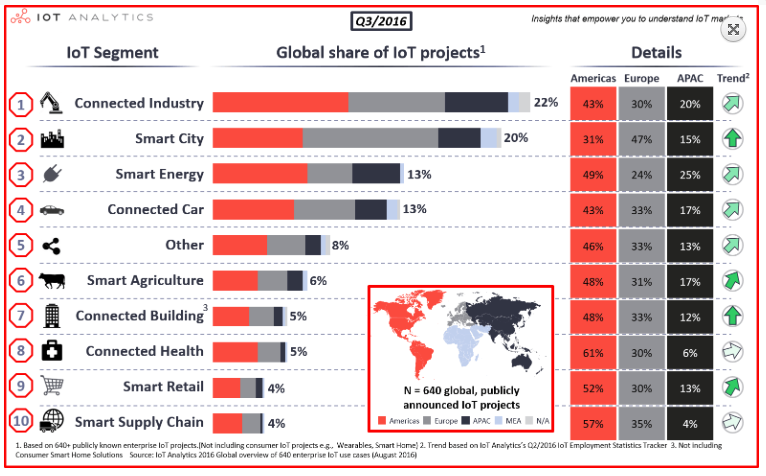 IOT ANALYTICS
Q3/2016
Insights that empower you to understand IoT
IoT Segment Global share of IoT projects1 Details
Americas Europe APAC Trend2
1 Connected Industry 22% 43% 30% 20%
2 Smart City 20% 31% 47% 15%
3 Smart Energy 13% 49% 24% 25%
4 Connected Car 13% 43% 33% 17%
5 Other 8% 46% 33% 13%
6 Smart Agriculture 6% 48% 31% 17%
7 Connected Building3 5% 48% 33% 12%
8 Connected Health 5% 61% 30% 6%
9 Smart Retail 4% 52% 30% 13%
10 Smart Supply Chain 4% 57% 35% 4%
N = 640 global, publicly
announced IoT projects
Americas Europe APAC MEA N/A
1. Based on 640+ publicly known enterprise IoT projects.(Not including consumer IoT projects e.g., Wearables, Smart Home) 2. Trend based on IoT Analytics's Q2/2016 IoT Employment Statistics Tracker 3. Not including
Consumer Smart Home Solutions Source: IoT Analytics 2016 Global overview of 640 enterprise IoT use cases (August 2016)